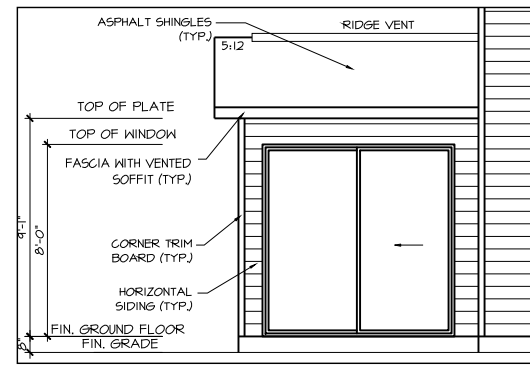 ASPHALT SHINGLES
(TYP.)
RIDGE VENT
5:12
TOP OF PLATE
TOP OF WINDOW
FASCIA WITH VENTED
SOFFIT (TYP.)
9'-1"
8'-0"
CORNER TRIM
BOARD (TYP.)
HORIZONTAL
SIDING (TYP.)
FIN. GROUND FLOOR
FIN. GRADE
8"